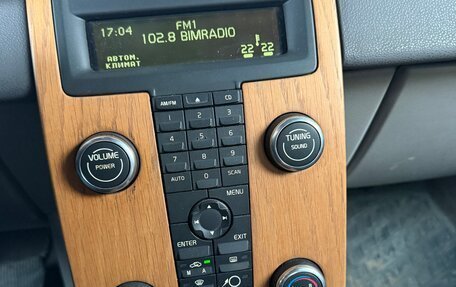 FM1
17:04
102.8 BIMRADIO
АВТОМ. 22 22
КЛИМАТ
AM/FM CD
1 2 3
4 5 6
7 8 9
AUTO 0 SCAN
VOLUME
POWER
TUNING
SOUND
MENU
ENTER EXIT
M A